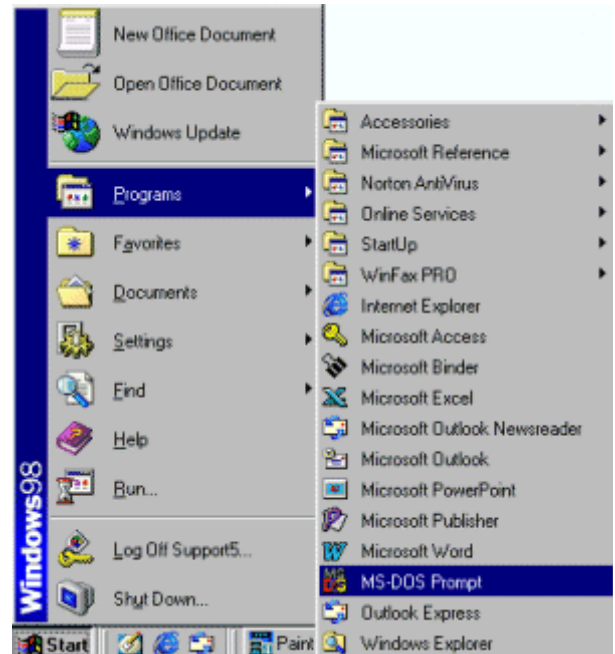 New Office Document
Open Office Document
Windows Update
Programs
Favorites
Documents
Settings
Find
Help
Run...
Log Off Support5...
Shut Down...
Windows98
Accessories
Microsoft Reference
Norton AntiVirus
Online Services
StartUp
WinFax PRO
Internet Explorer
Microsoft Access
Microsoft Binder
Microsoft Excel
Microsoft Outlook Newsreader
Microsoft Outlook
Microsoft PowerPoint
Microsoft Publisher
Microsoft Word
MS-DOS Prompt
Outlook Express
Windows Explorer
Start
Paint